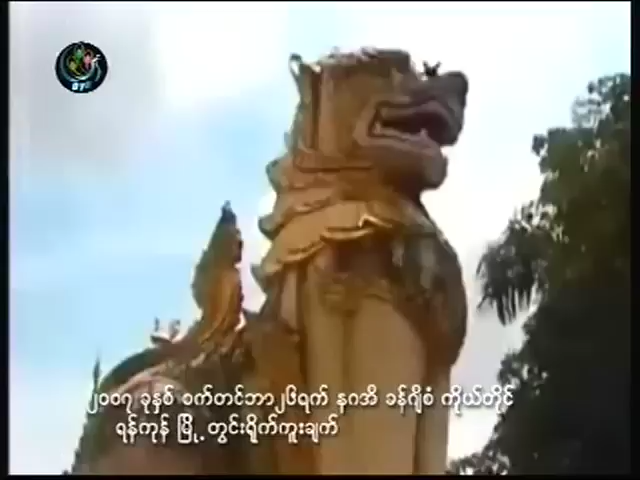 ၂၀၀၇ ခုနှစ် စက်တင်ဘာ၂၆ရက် နဂအိ ခန်ဂျီစံ ကိုယ်တိုင်
ရန်ကုန် မြို့ တွင်းရိုက်ကူးချက်